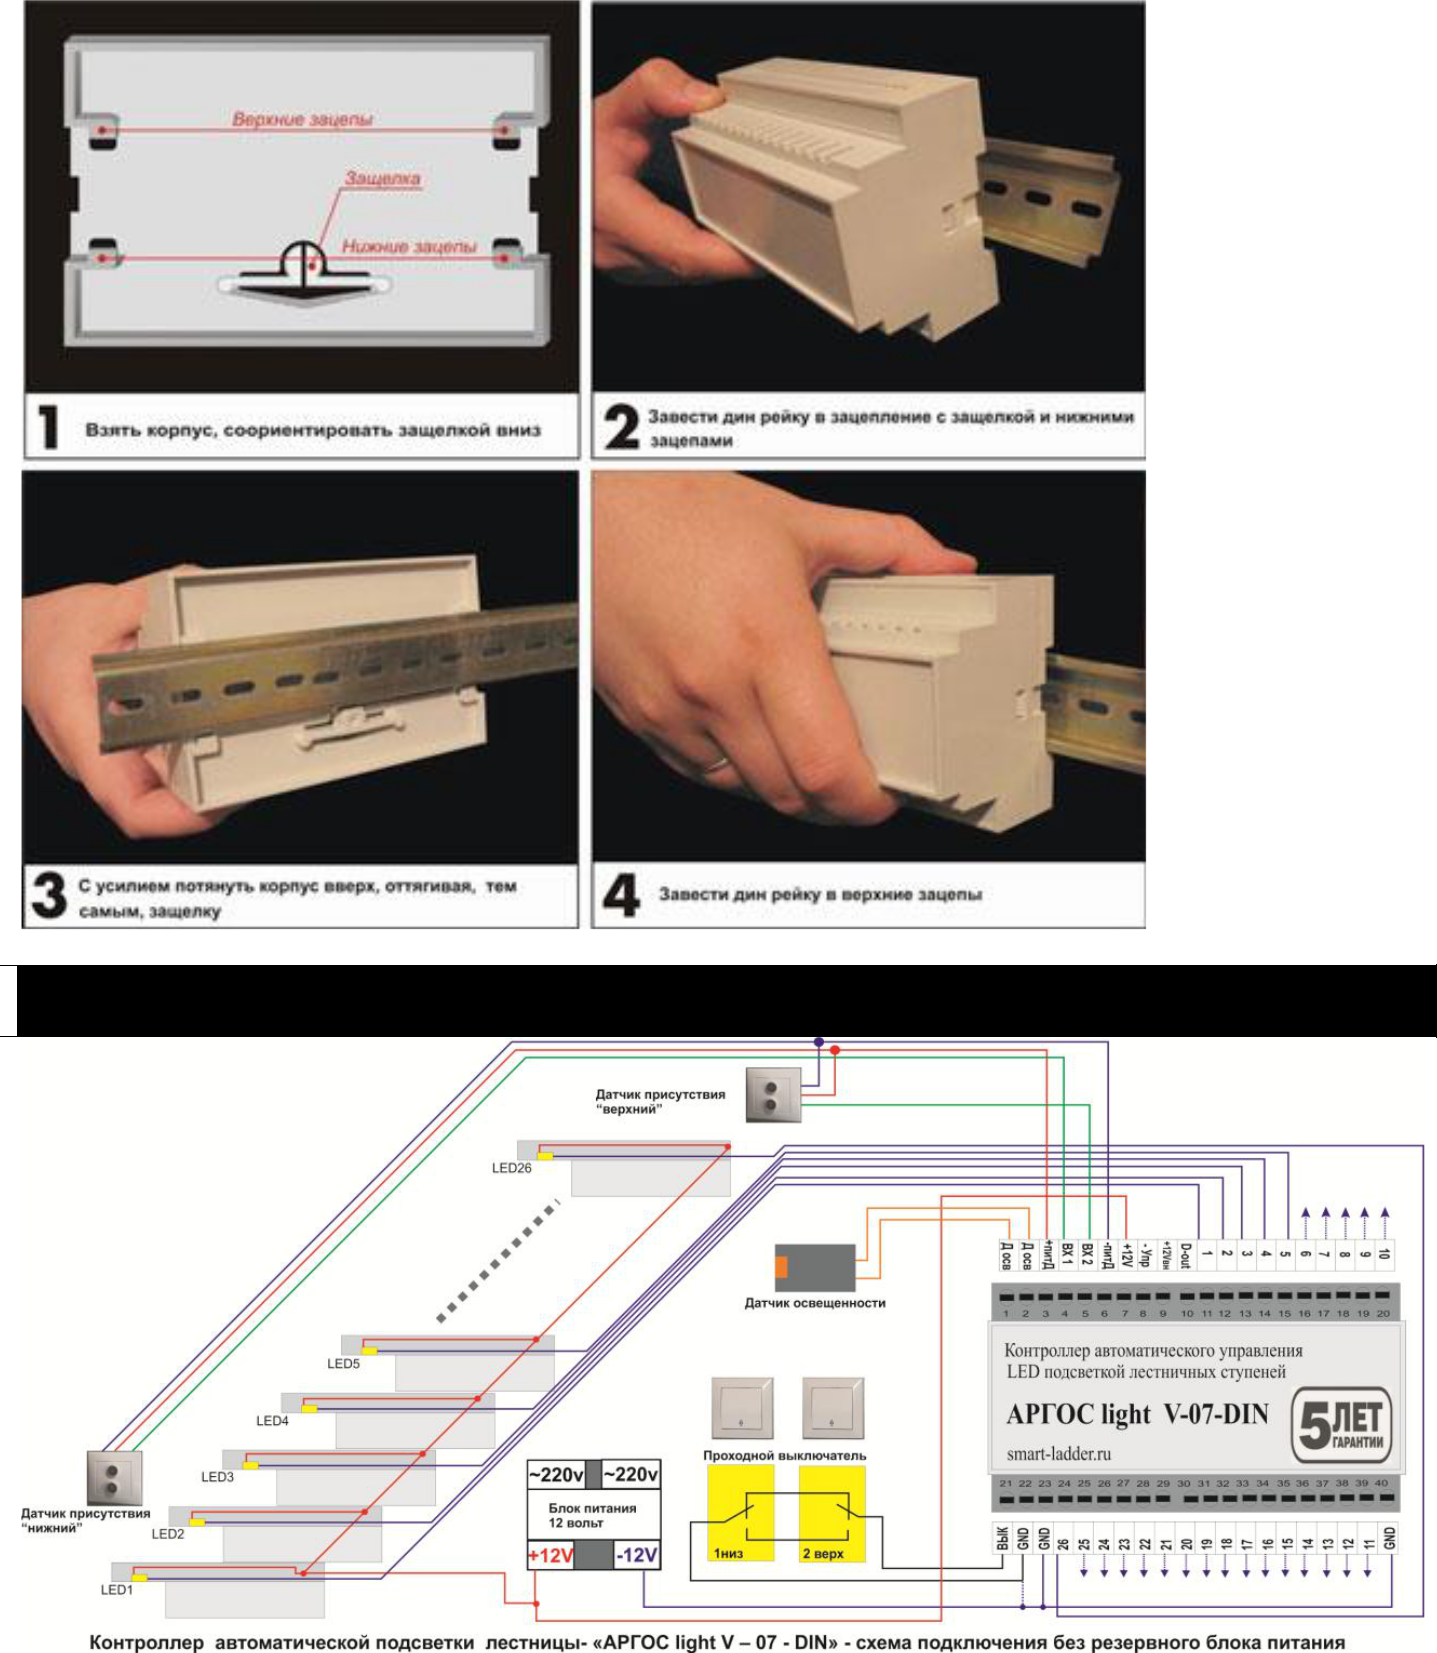 Верхние зацепы
Защелка
Нижние зацепы
1 Взять корпус, соориентировать защелкой вниз
2 Завести дин рейку в зацепление с защелкой и нижними
зацепами
3 С усилием потянуть корпус вверх, оттягивая, тем
самым, защелку
4 Завести дин рейку в верхние зацепы
Датчик присутствия
“верхний”
LED26
LED5
LED4
LED3
LED2
LED1
Датчик присутствия
“нижний”
Датчик освещенности
Проходной выключатель
1низ
2 верх
~220v ~220v
Блок питания
12 вольт
+12V -12V
Д осв Д осв +питД ВХ 1 ВХ 2 -питД +12V - Упр +12Vвн D-out 1 2 3 4 5 6 7 8 9 10
1 2 3 4 5 6 7 8 9 10 11 12 13 14 15 16 17 18 19 20
Контроллер автоматического управления
LED подсветкой лестничных ступеней
АРГОС light V-07-DIN
smart-ladder.ru
5 ЛЕТ
ГАРАНТИИ
21 22 23 24 25 26 27 28 29 30 31 32 33 34 35 36 37 38 39 40
ВЫК GND GND 26 25 24 23 22 21 20 19 18 17 16 15 14 13 12 11 GND
Контроллер автоматической подсветки лестницы- «АРГОС light V – 07 - DIN» - схема подключения без резервного блока питания